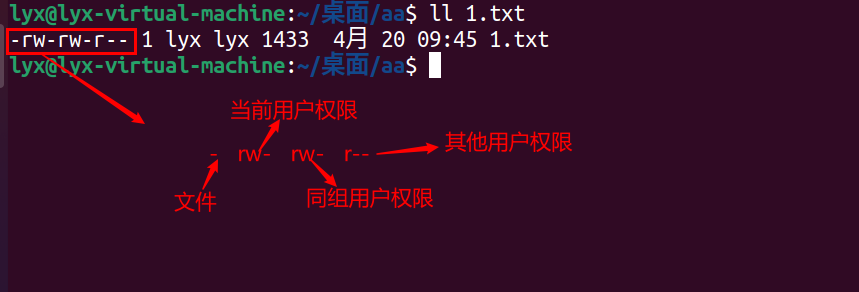 lyx@lyx-virtual-machine:~/桌面/aa$ ll 1.txt
-rw-rw-r-- 1 lyx lyx 1433  4月 20 09:45 1.txt
lyx@lyx-virtual-machine:~/桌面/aa$
当前用户权限
- rw- rw- r--
其他用户权限
文件
同组用户权限